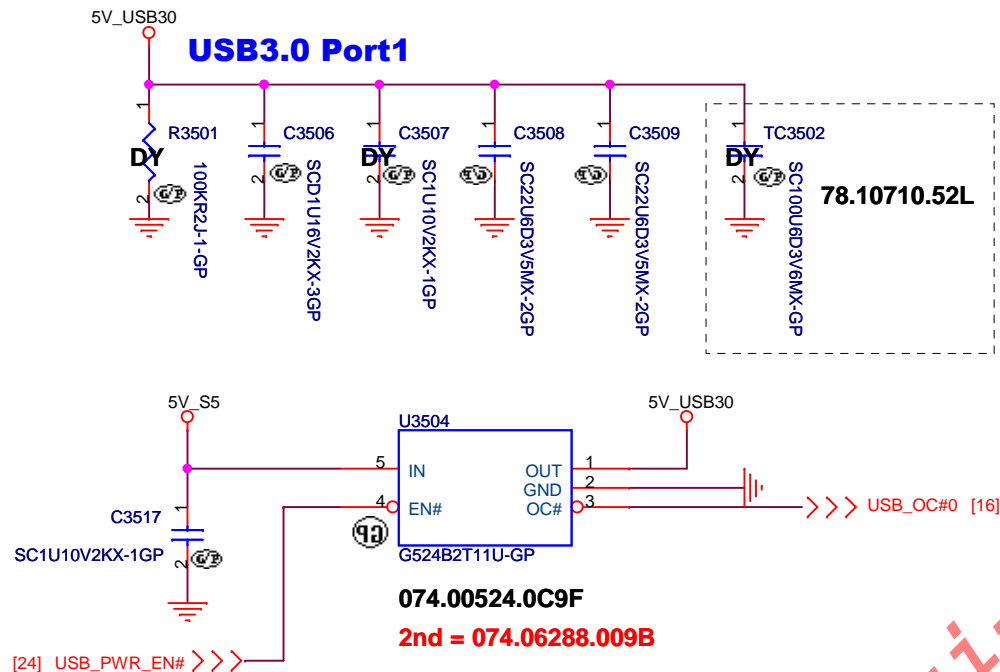 5V_USB30
USB3.0 Port1
1
R3501
DY
2
100KR2J-1-GP
1
C3506
2
SCD1U16V2KX-3GP
1
C3507
DY
2
SC1U10V2KX-1GP
1
C3508
2
SC22U6D3V5MX-2GP
1
C3509
2
SC22U6D3V5MX-2GP
1
TC3502
DY
2
SC100U6D3V6MX-GP
78.10710.52L
5V_S5
U3504
5V_USB30
5
IN
OUT
1
GND
2
4
EN#
OC#
3
USB_OC#0 [16]
1
C3517
SC1U10V2KX-1GP
2
GP
G524B2T11U-GP
074.00524.0C9F
2nd = 074.06288.009B
[24] USB_PWR_EN#